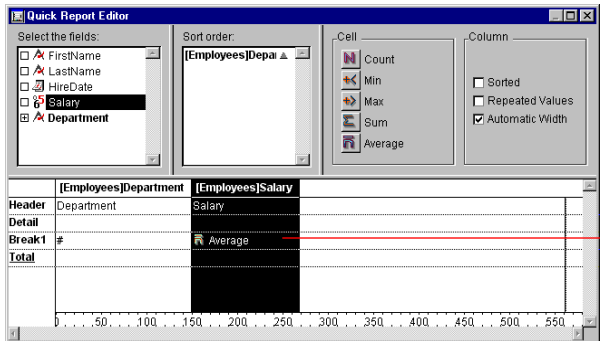 Quick Report Editor
Select the fields:
FirstName
LastName
HireDate
Salary
Department
Sort order:
[Employees]Depai
Cell
Count
Min
Max
Sum
Average
Column
Sorted
Repeated Values
Automatic Width
[Employees]Department [Employees]Salary
Header Department Salary
Detail
Break1 # Average
Total
0 50 100 150 200 250 300 350 400 450 500 550